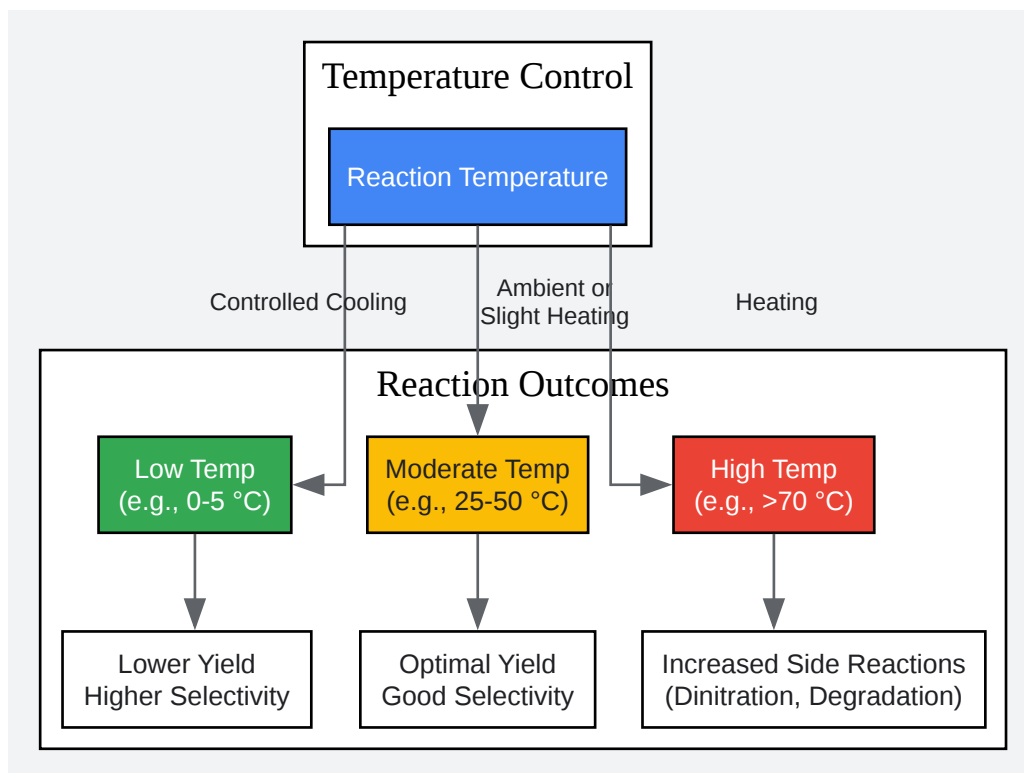 Temperature Control
Reaction Temperature
Controlled Cooling
Ambient or
Slight Heating
Heating
Reaction Outcomes
Low Temp
(e.g., 0-5 °C)
Moderate Temp
(e.g., 25-50 °C)
High Temp
(e.g., >70 °C)
Lower Yield
Higher Selectivity
Optimal Yield
Good Selectivity
Increased Side Reactions
(Dinitration, Degradation)